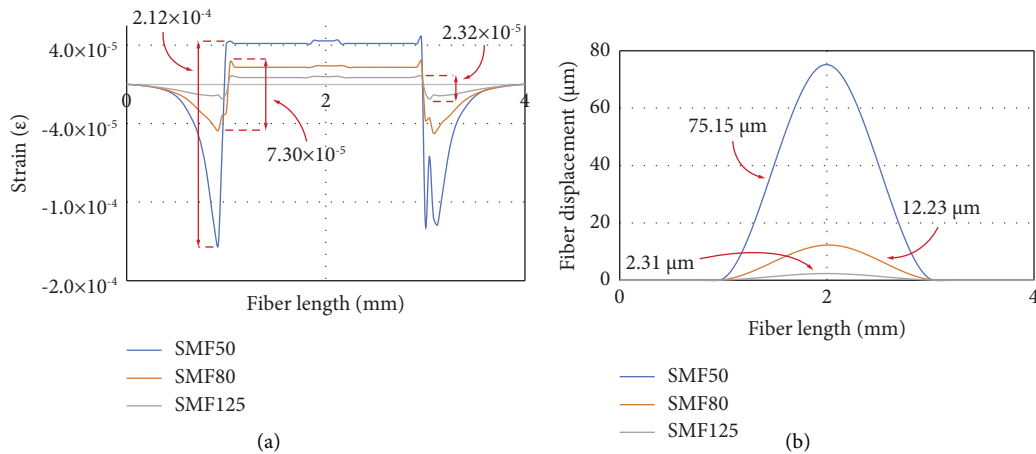 2.12×10⁻⁴
(a)
2.32×10⁻⁵
4.0×10⁻⁵
0
2
4
-4.0×10⁻⁵
7.30×10⁻⁵
-1.0×10⁻⁴
-2.0×10⁻⁴
Strain (ε)
Fiber length (mm)
SMF50
SMF80
SMF125
(a)
(b)
80
60
40
20
0
75.15 μm
12.23 μm
2.31 μm
0
2
4
Fiber displacement (μm)
Fiber length (mm)
SMF50
SMF80
SMF125
(b)